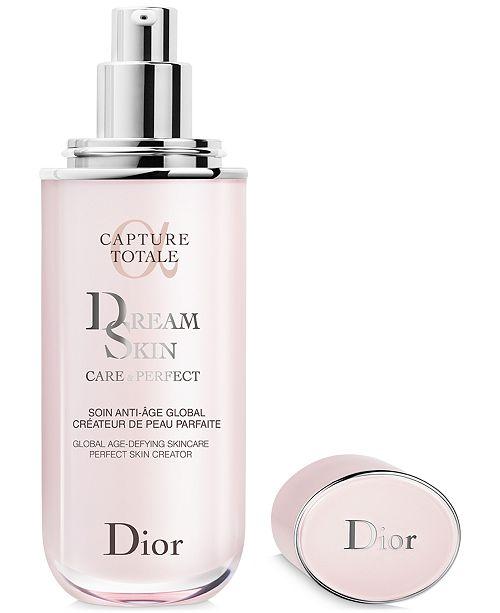 CAPTURE
TOTALE
DREAM
SKIN
CARE & PERFECT
SOIN ANTI-ÂGE GLOBAL
CRÉATEUR DE PEAU PARFAITE
GLOBAL AGE-DEFYING SKINCARE
PERFECT SKIN CREATOR
Dior
Dior